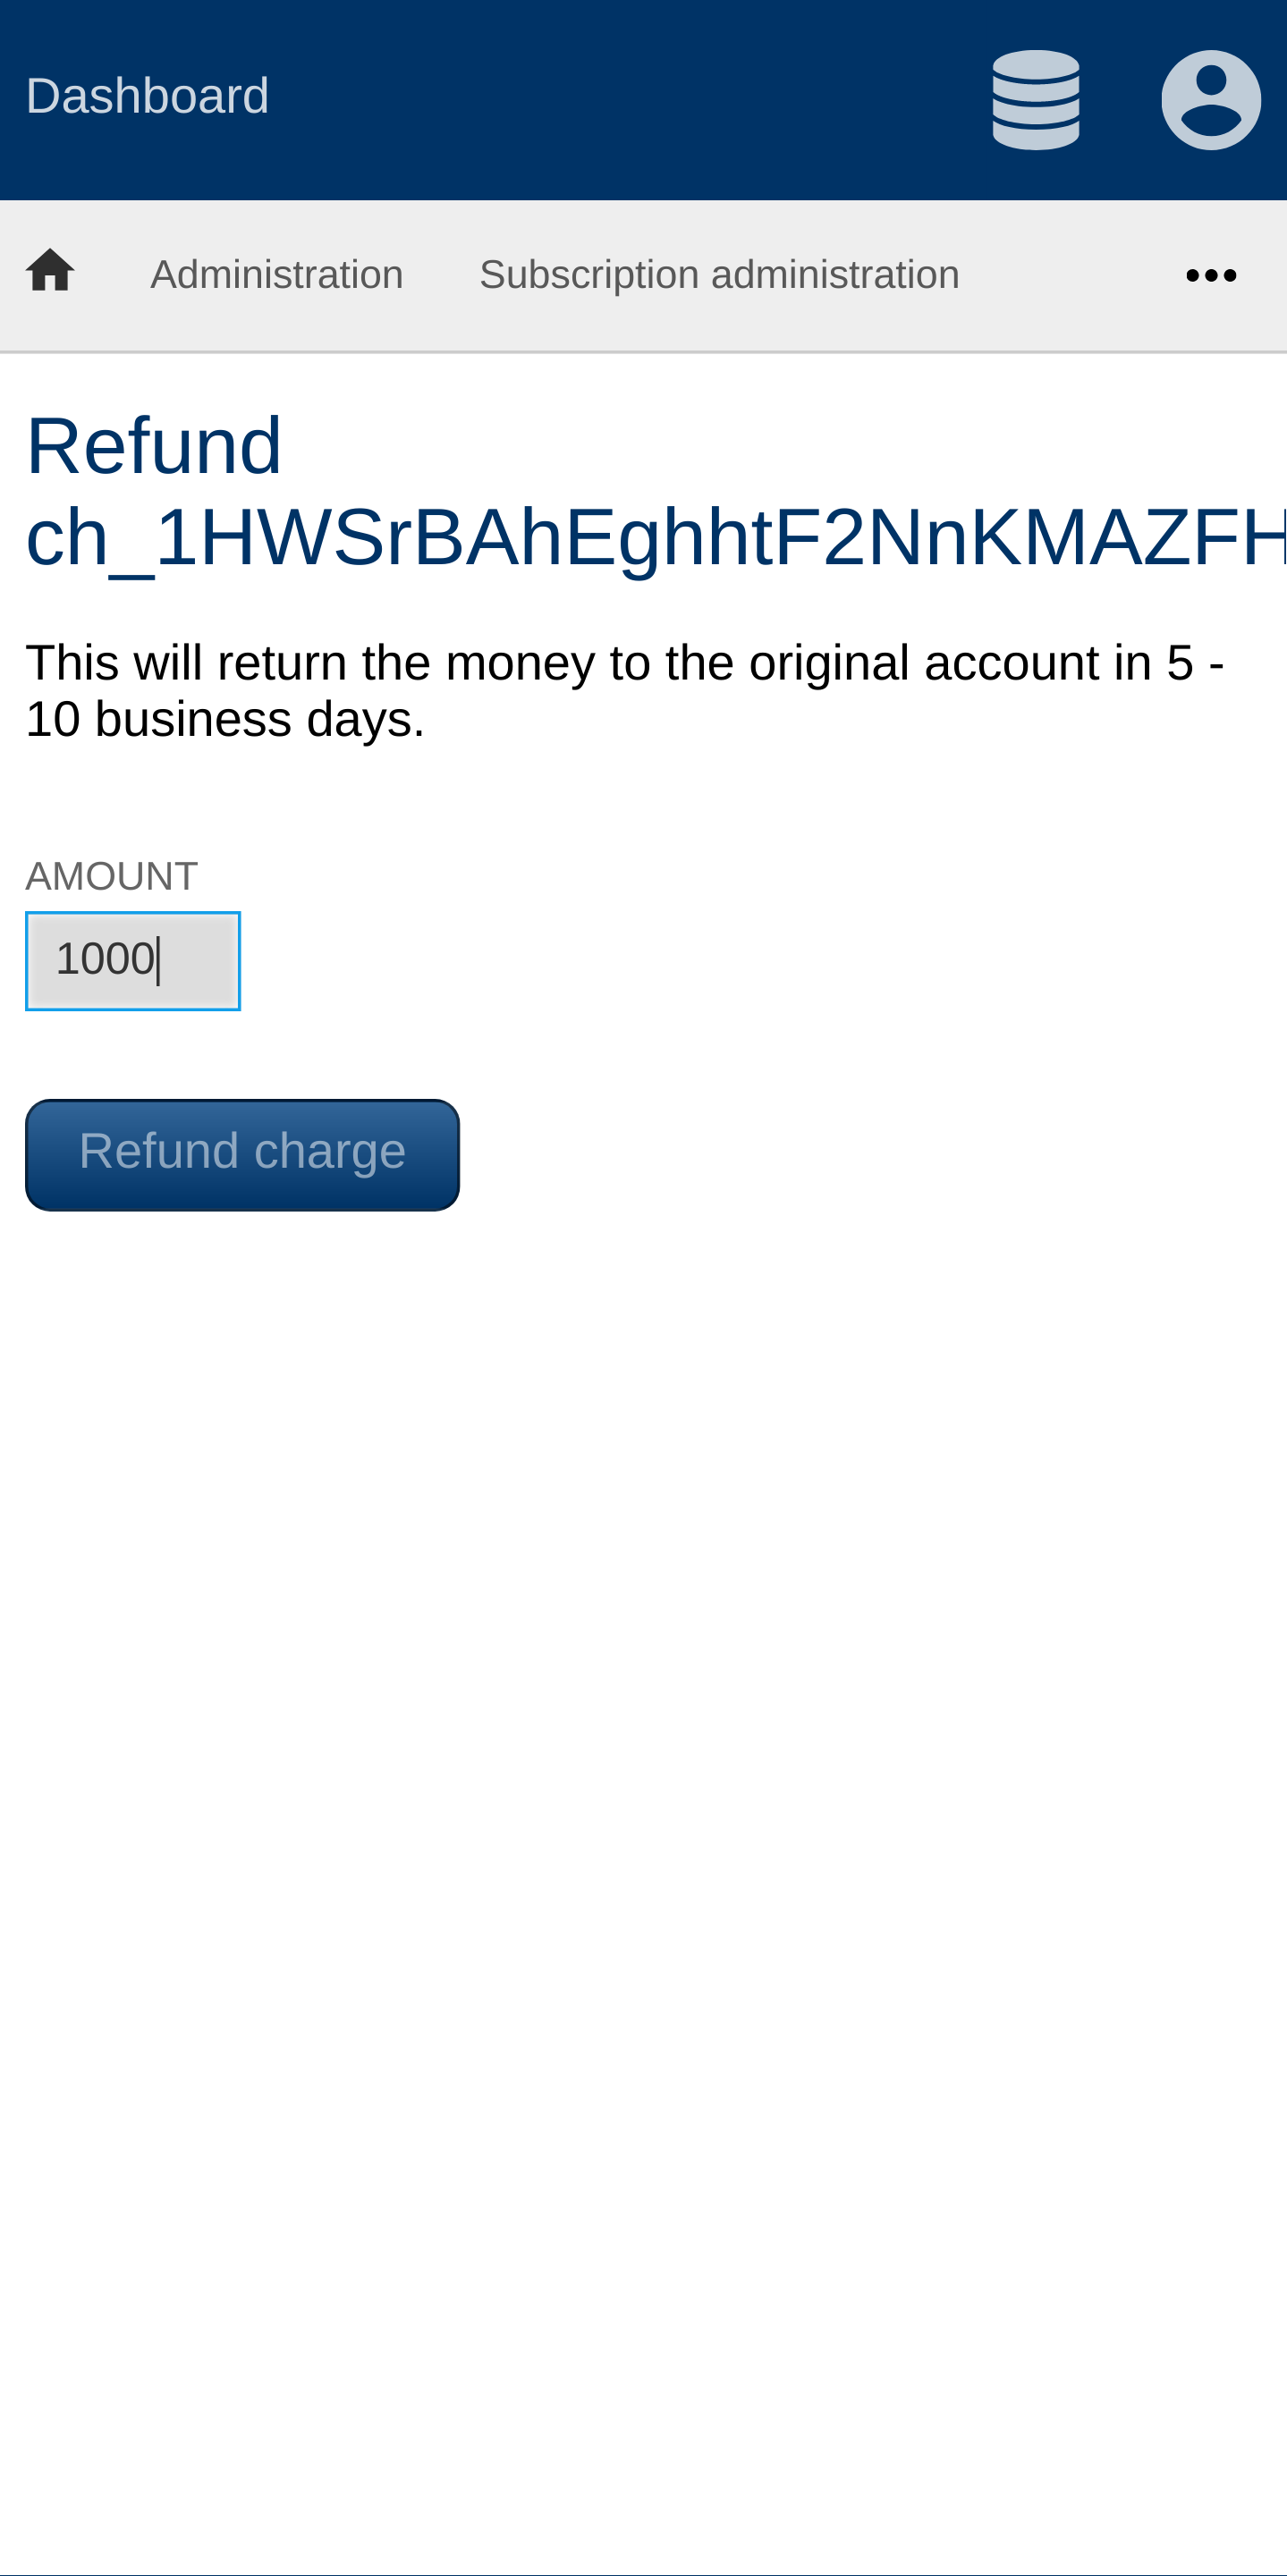 Dashboard
Administration Subscription administration
Refund
ch_1HWSrBAhEghhtF2NnKMAZFH
This will return the money to the original account in 5 -
10 business days.
AMOUNT
1000
Refund charge